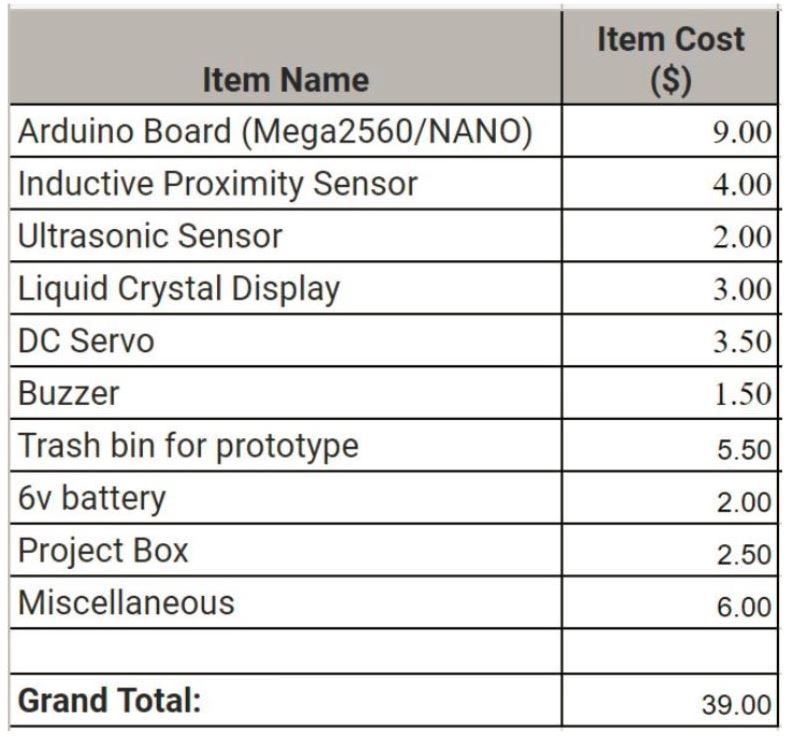 Item Name Item Cost ($)
Arduino Board (Mega2560/NANO) 9.00
Inductive Proximity Sensor 4.00
Ultrasonic Sensor 2.00
Liquid Crystal Display 3.00
DC Servo 3.50
Buzzer 1.50
Trash bin for prototype 5.50
6v battery 2.00
Project Box 2.50
Miscellaneous 6.00
Grand Total: 39.00